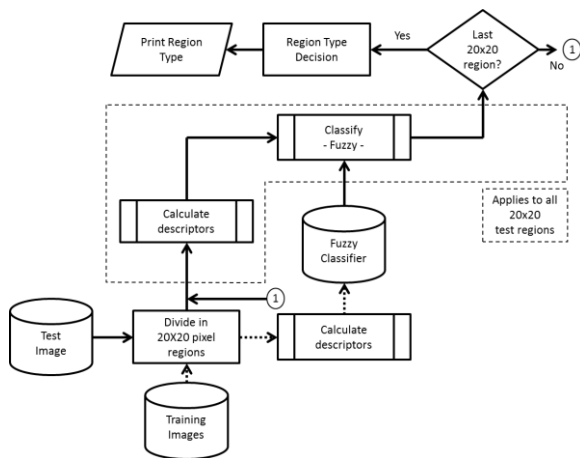 Print Region
Type
Region Type
Decision
Yes
Last
20x20
region?
1
No
Classify
- Fuzzy -
Calculate
descriptors
Fuzzy
Classifier
Applies to all
20x20
test regions
1
Test
Image
Divide in
20X20 pixel
regions
Calculate
descriptors
Training
Images